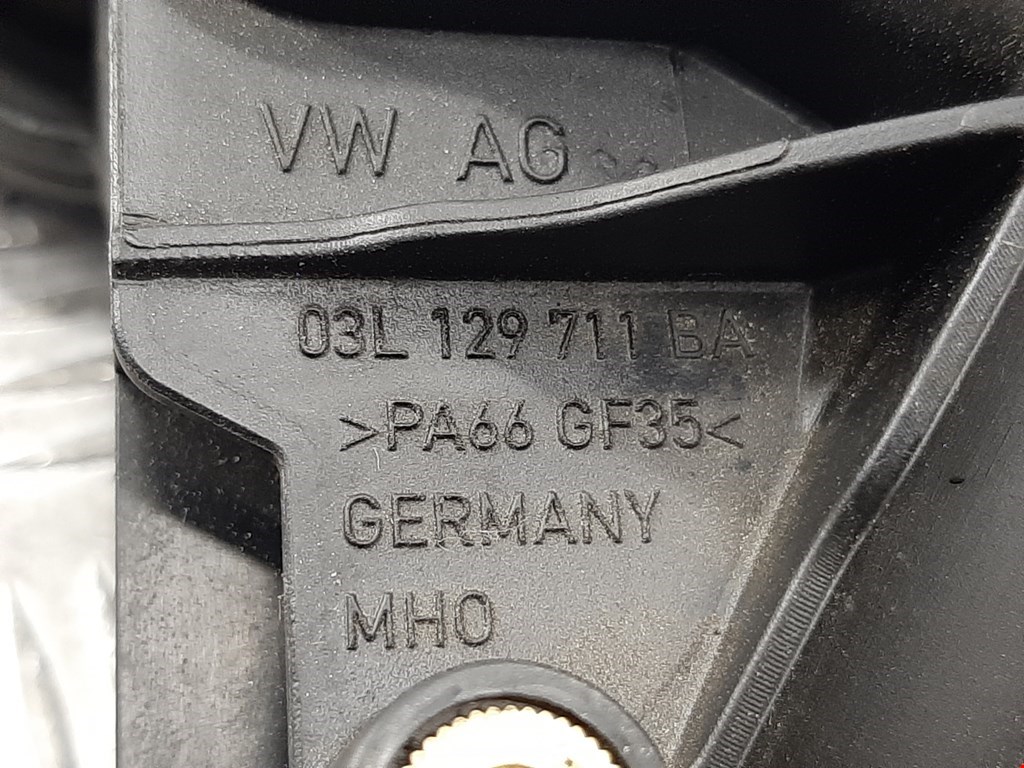 VW AG
03L 129 711 BA
>PA66 GF35<
GERMANY
MHO